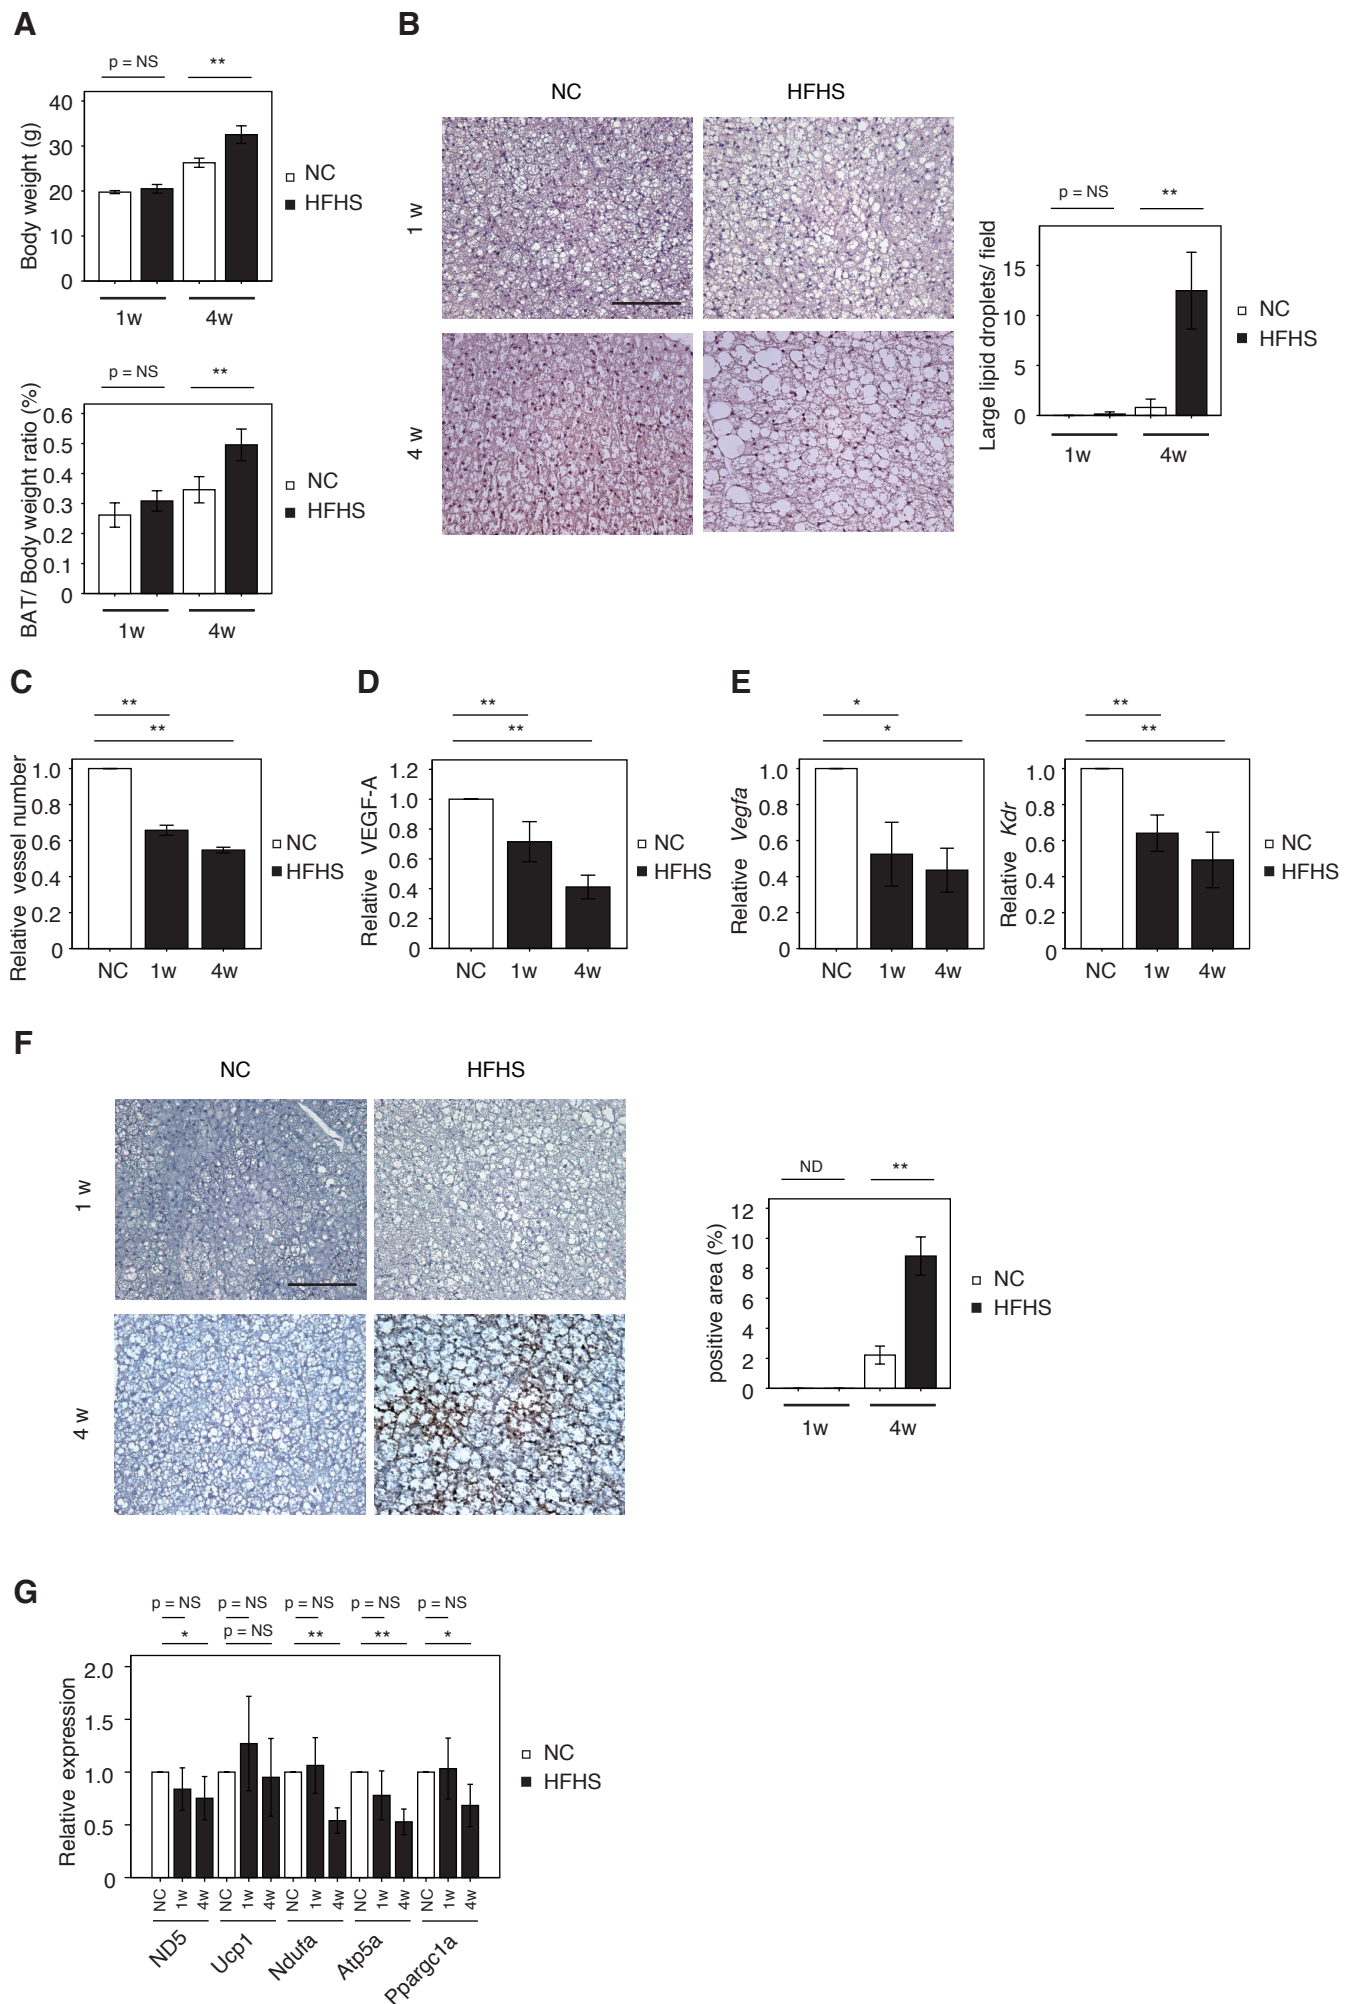 A
p = NS
**
Body weight (g)
40
30
20
10
0
1w
4w
NC
HFHS
p = NS
**
BAT/ Body weight ratio (%)
0.6
0.5
0.4
0.3
0.2
0.1
0
1w
4w
NC
HFHS
B
NC
HFHS
1 w
4 w
p = NS
**
Large lipid droplets/ field
15
10
5
0
1w
4w
NC
HFHS
C
**
**
Relative vessel number
1.0
0.8
0.6
0.4
0.2
0
NC 1w 4w
NC
HFHS
D
**
**
Relative VEGF-A
1.2
1.0
0.8
0.6
0.4
0.2
0
NC 1w 4w
NC
HFHS
E
*
*
Relative Vegfa
1.0
0.8
0.6
0.4
0.2
0
NC 1w 4w
**
**
Relative Kdr
1.0
0.8
0.6
0.4
0.2
0
NC 1w 4w
NC
HFHS
F
NC
HFHS
1 w
4 w
ND
**
positive area (%)
12
10
8
6
4
2
0
1w
4w
NC
HFHS
G
p = NS p = NS p = NS p = NS p = NS
* p = NS ** ** *
Relative expression
2.0
1.5
1.0
0.5
0
NC 1w 4w NC 1w 4w NC 1w 4w NC 1w 4w NC 1w 4w
ND5 Ucp1 Ndufa Atp5a Ppargc1a
NC
HFHS